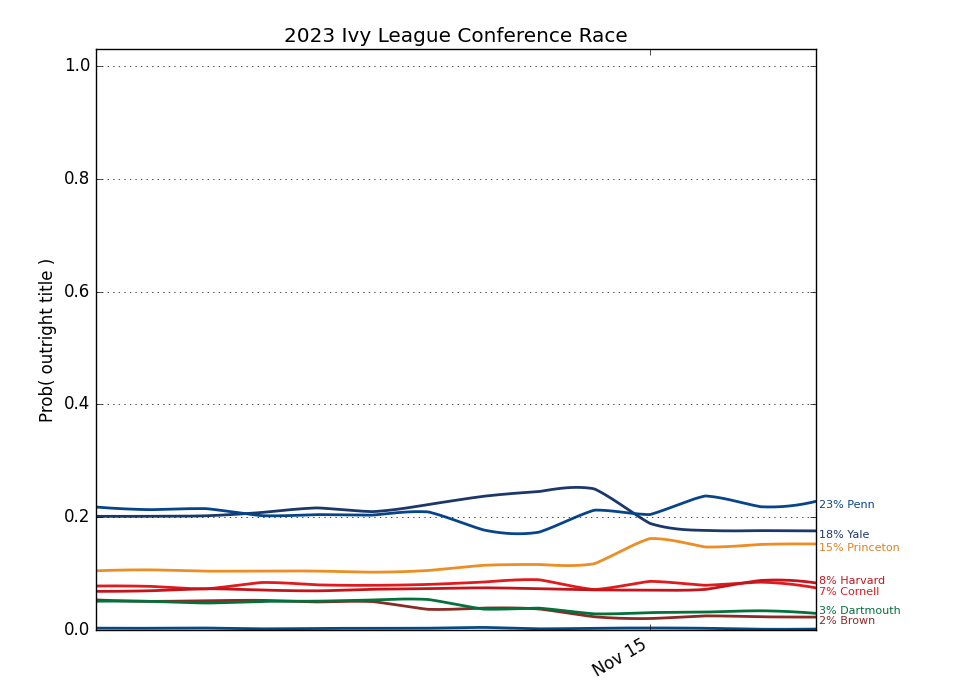 2023 Ivy League Conference Race
1.0
0.8
0.6
0.4
0.2
0.0
Prob( outright title )
Nov 15
23% Penn
18% Yale
15% Princeton
8% Harvard
7% Cornell
3% Dartmouth
2% Brown